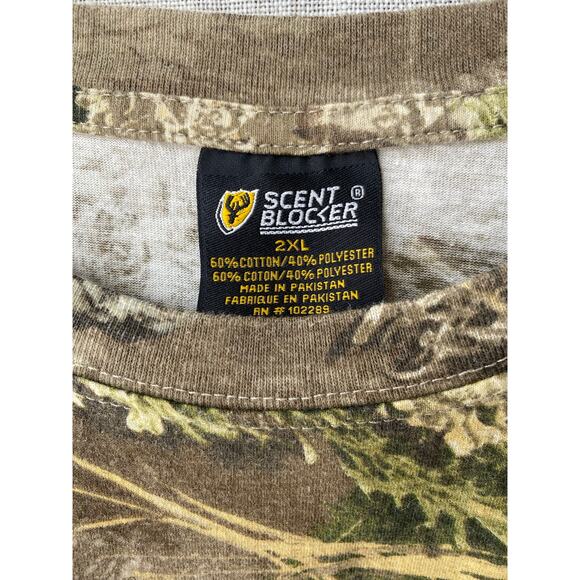 SCENT ®
BLOCKER
2XL
60% COTTON/40% POLYESTER
60% COTON/40% POLYESTER
MADE IN PAKISTAN
FABRIQUE EN PAKISTAN
RN # 102289